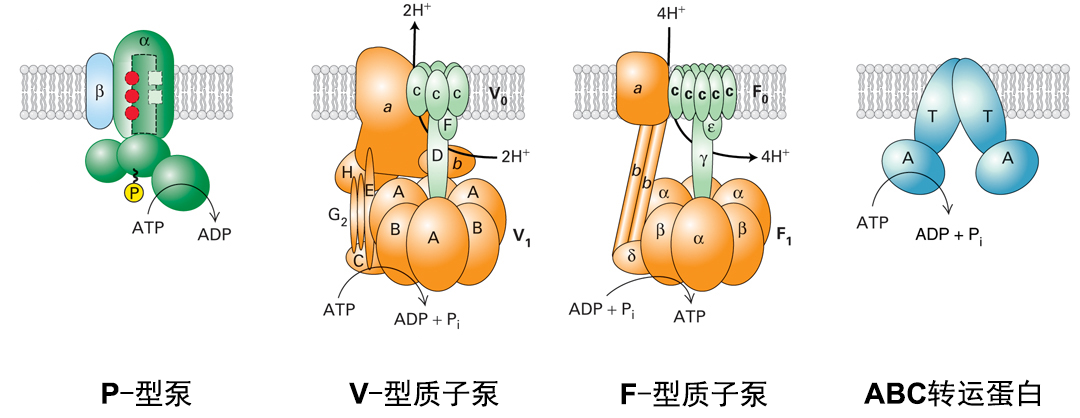 α
β
P
ATP
ADP
P-型泵
2H⁺
a
c c c
V₀
F
D
b
2H⁺
H
E
G₂
A A
B A B
V₁
C
ATP
ADP + Pᵢ
V-型质子泵
4H⁺
a
c c c c c
F₀
ε
γ
4H⁺
b b
α α
β α β
F₁
δ
ADP + Pᵢ
ATP
F-型质子泵
T T
A A
ATP
ADP + Pᵢ
ABC转运蛋白